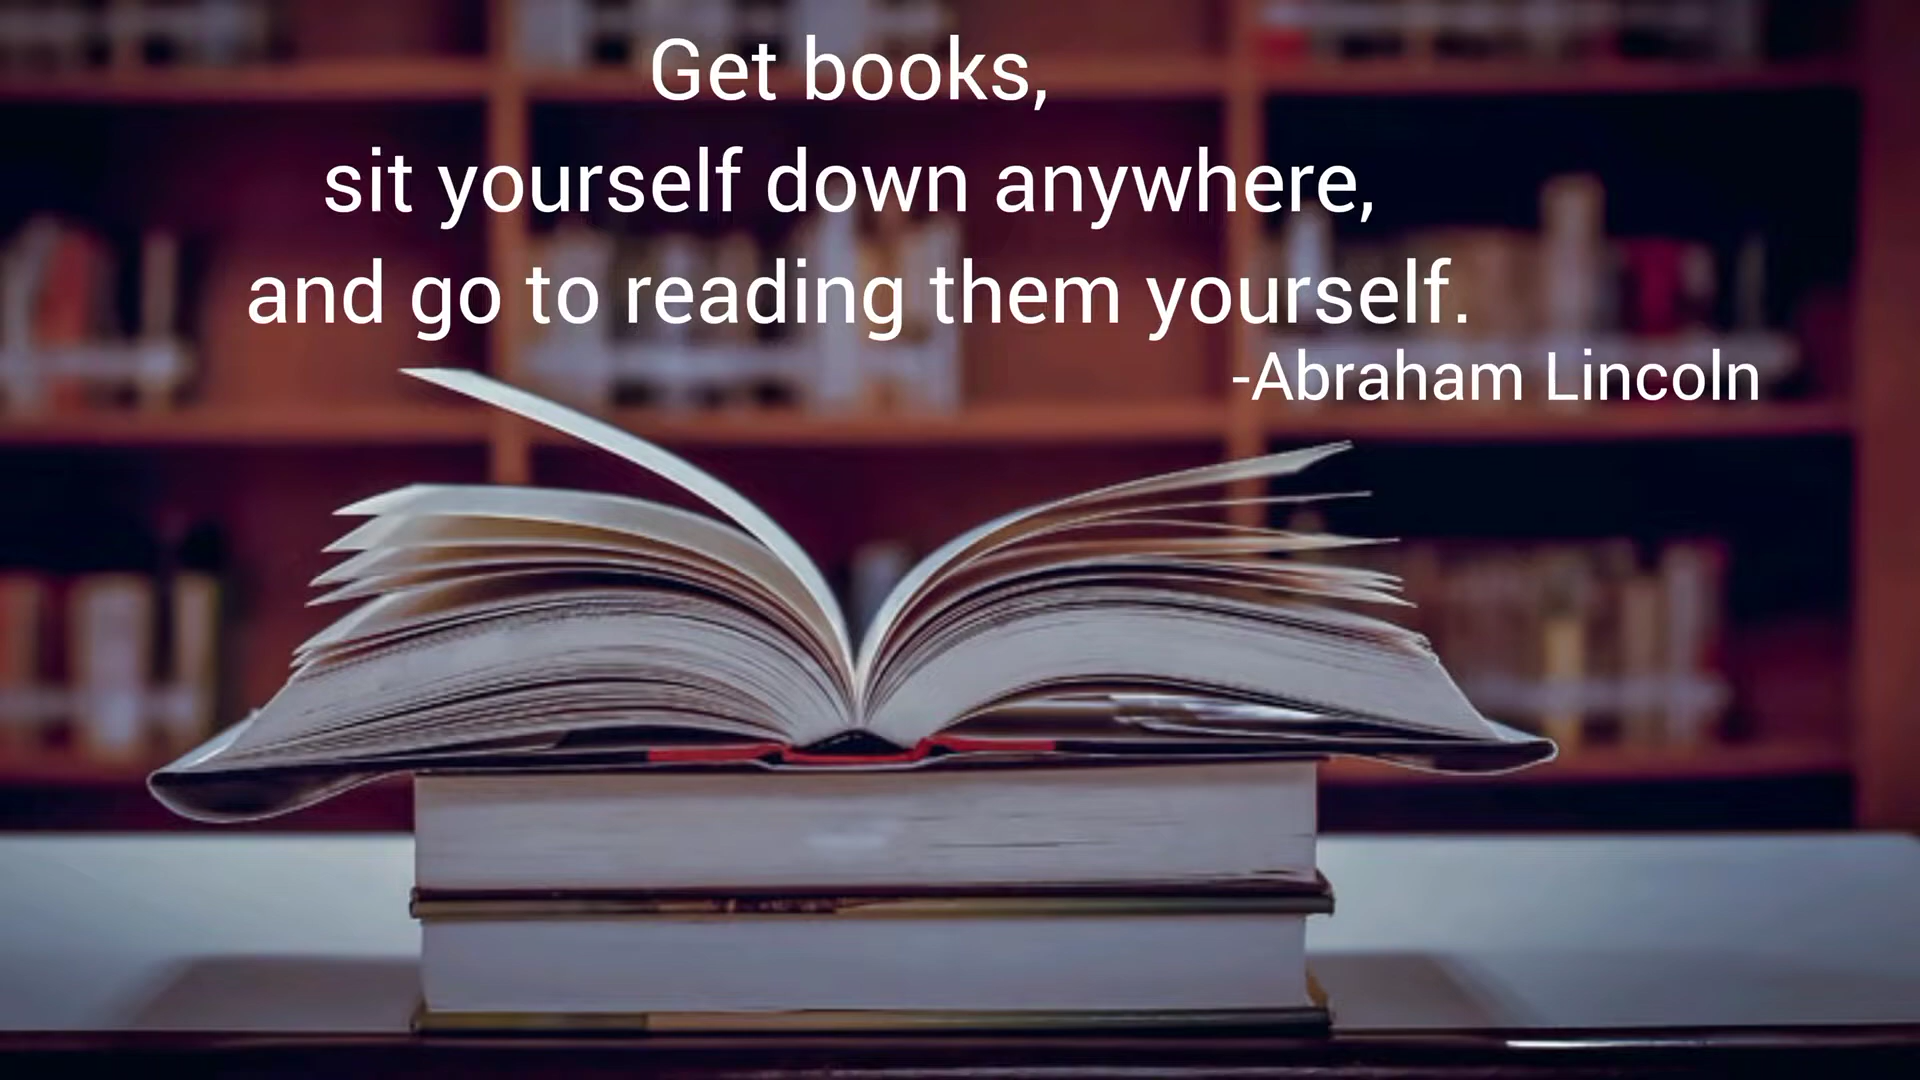 Get books,
sit yourself down anywhere,
and go to reading them yourself.
-Abraham Lincoln